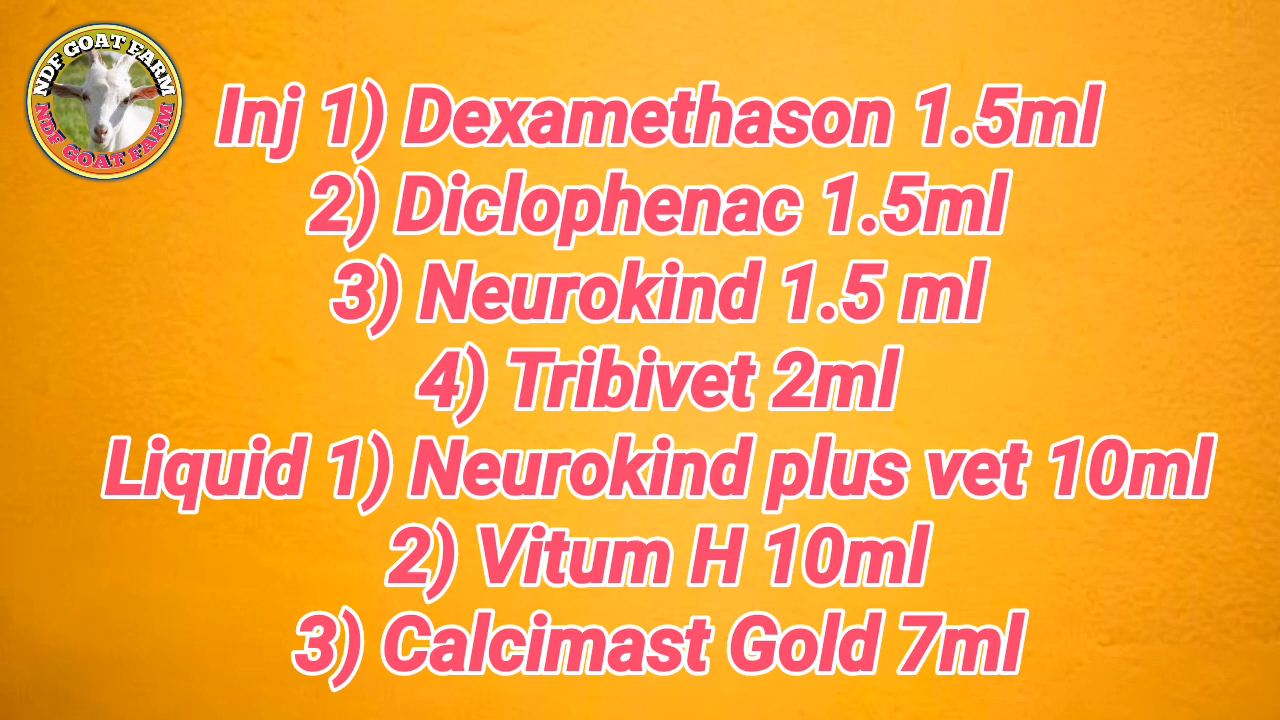 NDF GOAT FARM
NDF GOAT FARM
Inj 1) Dexamethason 1.5ml
2) Diclophenac 1.5ml
3) Neurokind 1.5 ml
4) Tribivet 2ml
Liquid 1) Neurokind plus vet 10ml
2) Vitum H 10ml
3) Calcimast Gold 7ml